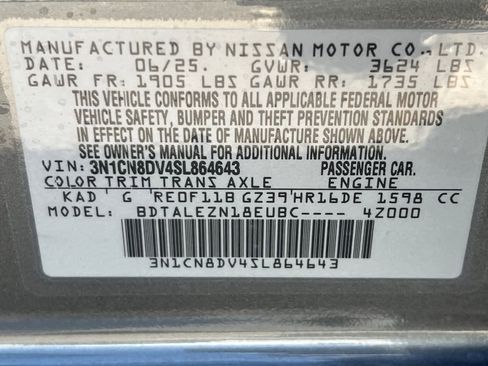 MANUFACTURED BY NISSAN MOTOR CO., LTD.
DATE: 06/25. GVWR: 3624 LBS
GAWR FR: 1905 LBS GAWR RR: 1735 LBS
THIS VEHICLE CONFORMS TO ALL APPLICABLE FEDERAL MOTOR
VEHICLE SAFETY, BUMPER AND THEFT PREVENTION STANDARDS
IN EFFECT ON THE DATE OF MANUFACTURE SHOWN ABOVE.
SEE OWNER'S MANUAL FOR ADDITIONAL INFORMATION.
VIN: 3N1CN8DV4SL864643 PASSENGER CAR.
COLOR TRIM TRANS AXLE ENGINE
KAD G RE0F11B GZ39 HR16DE 1598 CC
BDTALEZN18EUBC---- 4Z000
3N1CN8DV4SL864643